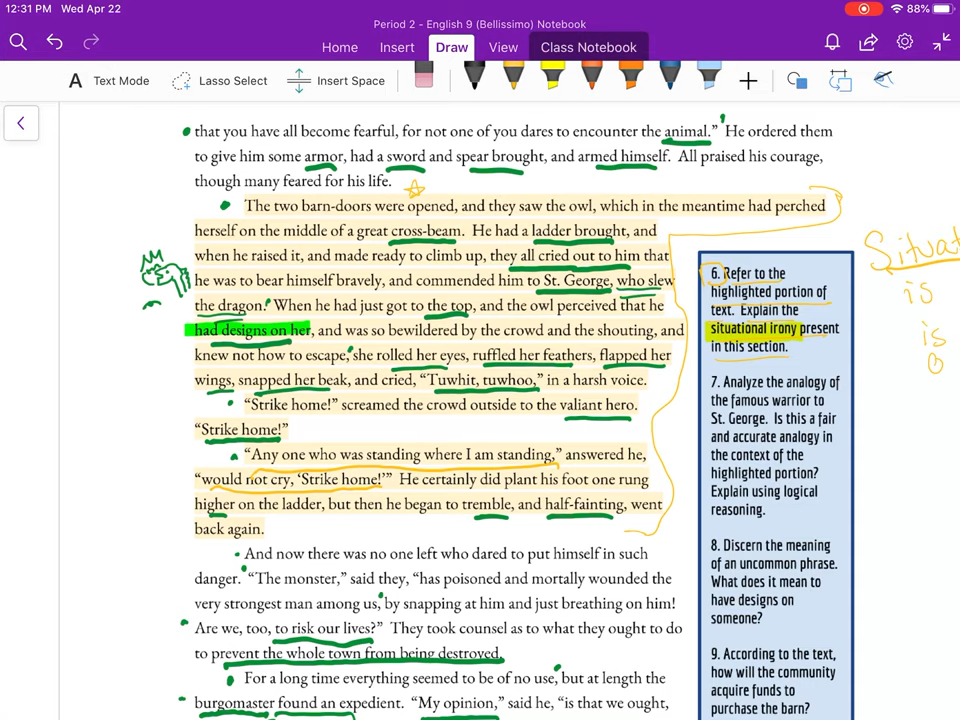 12:31 PM Wed Apr 22
88%
Period 2 - English 9 (Bellissimo) Notebook
Home Insert Draw View Class Notebook
Text Mode Lasso Select Insert Space
that you have all become fearful, for not one of you dares to encounter the animal.” He ordered them
to give him some armor, had a sword and spear brought, and armed himself. All praised his courage,
though many feared for his life.
The two barn-doors were opened, and they saw the owl, which in the meantime had perched
herself on the middle of a great cross-beam. He had a ladder brought, and
when he raised it, and made ready to climb up, they all cried out to him that
he was to bear himself bravely, and commended him to St. George, who slew
the dragon. When he had just got to the top, and the owl perceived that he
had designs on her, and was so bewildered by the crowd and the shouting, and
knew not how to escape, she rolled her eyes, ruffled her feathers, flapped her
wings, snapped her beak, and cried, “Tuwhit, tuwhoo,” in a harsh voice.
“Strike home!” screamed the crowd outside to the valiant hero.
“Strike home!”
“Any one who was standing where I am standing,” answered he,
“would not cry, ‘Strike home!’” He certainly did plant his foot one rung
higher on the ladder, but then he began to tremble, and half-fainting, went
back again.
And now there was no one left who dared to put himself in such
danger. “The monster,” said they, “has poisoned and mortally wounded the
very strongest man among us, by snapping at him and just breathing on him!
Are we, too, to risk our lives?” They took counsel as to what they ought to do
to prevent the whole town from being destroyed.
For a long time everything seemed to be of no use, but at length the
burgomaster found an expedient. “My opinion,” said he, “is that we ought,
6. Refer to the
highlighted portion of
text. Explain the
situational irony present
in this section.
7. Analyze the analogy of
the famous warrior to
St. George. Is this a fair
and accurate analogy in
the context of the
highlighted portion?
Explain using logical
reasoning.
8. Discern the meaning
of an uncommon phrase.
What does it mean to
have designs on
someone?
9. According to the text,
how will the community
acquire funds to
purchase the barn?
Situat
is
is